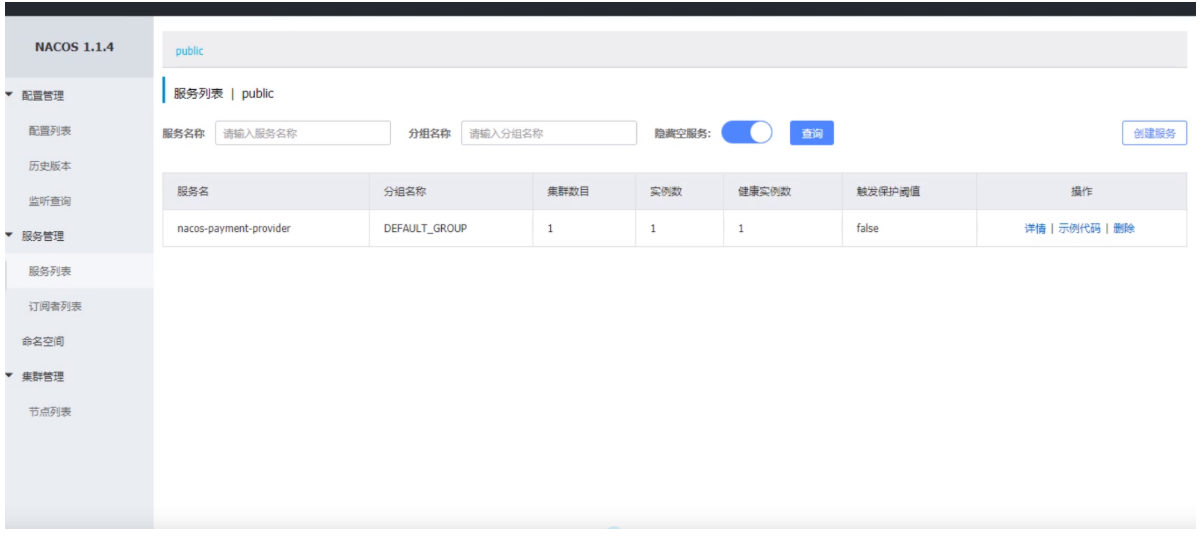 NACOS 1.1.4
public
配置管理
配置列表
历史版本
监听查询
服务管理
服务列表
订阅者列表
命名空间
集群管理
节点列表
服务列表 | public
服务名称 请输入服务名称 分组名称 请输入分组名称 隐藏空服务: 查询 创建服务
服务名 分组名称 集群数目 实例数 健康实例数 触发保护阈值 操作
nacos-payment-provider DEFAULT_GROUP 1 1 1 false 详情 | 示例代码 | 删除